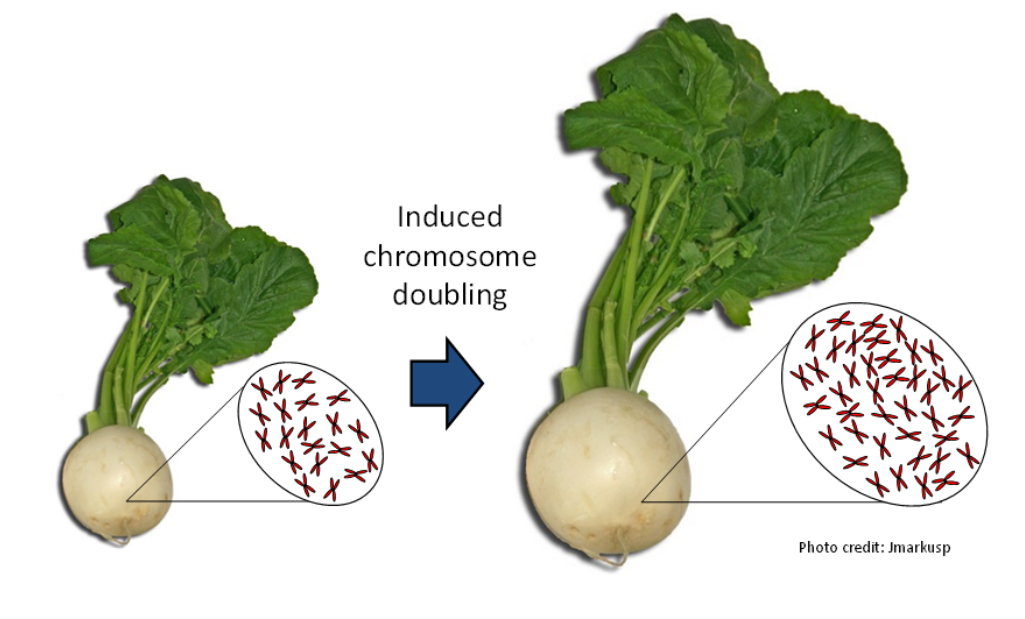 Induced
chromosome
doubling
Photo credit: Jmarkusp